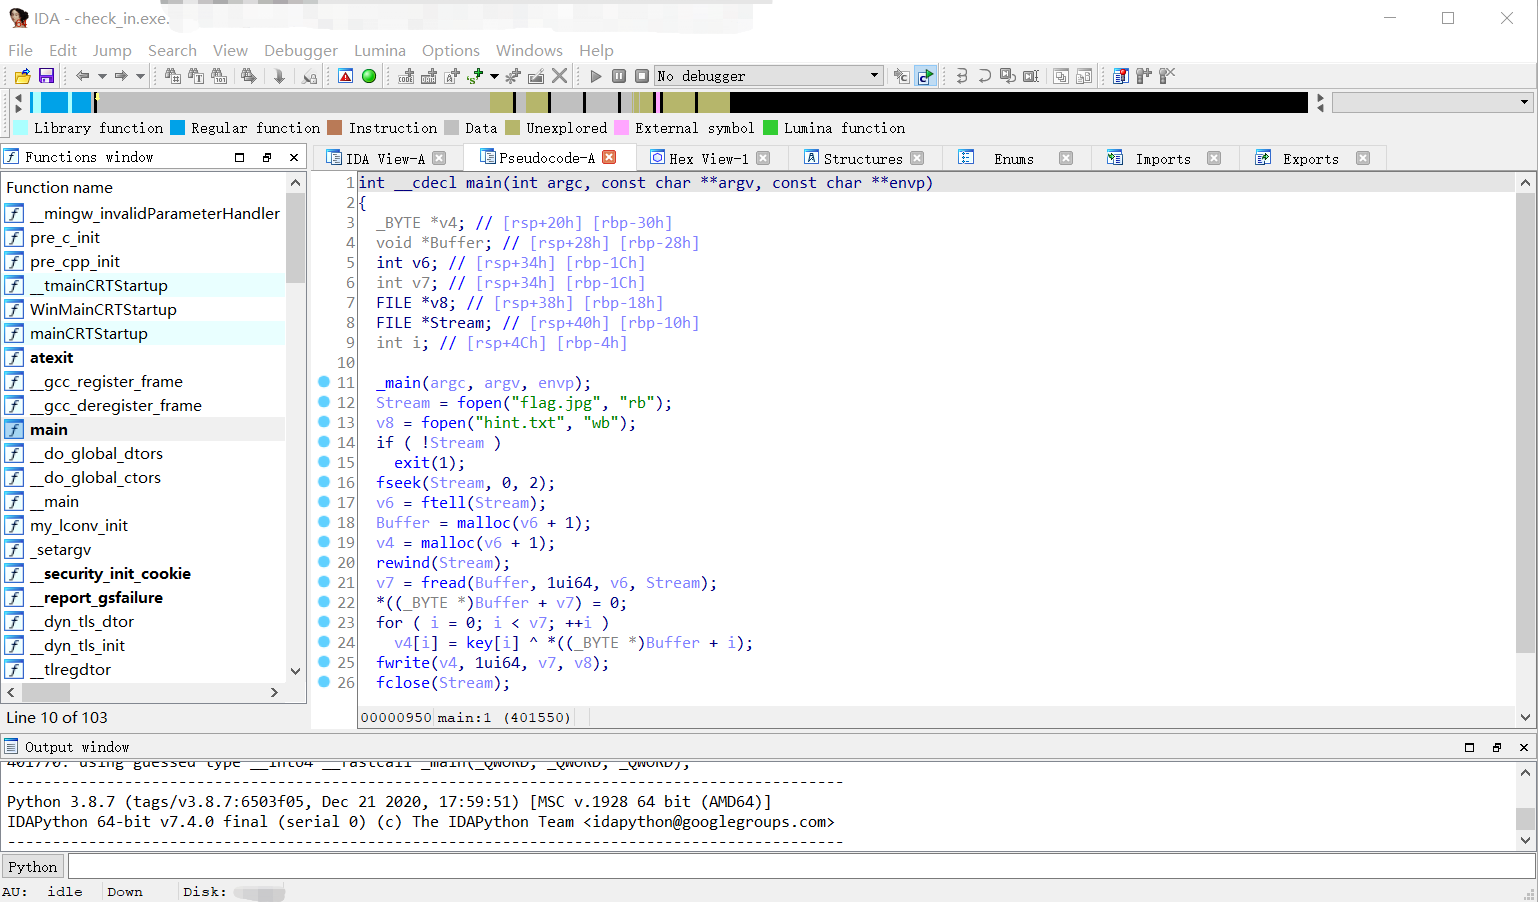 IDA - check_in.exe.
File Edit Jump Search View Debugger Lumina Options Windows Help
No debugger
Library function Regular function Instruction Data Unexplored External symbol Lumina function
Functions window
IDA View-A Pseudocode-A Hex View-1 Structures Enums Imports Exports
Function name
__mingw_invalidParameterHandler
pre_c_init
pre_cpp_init
__tmainCRTStartup
WinMainCRTStartup
mainCRTStartup
atexit
__gcc_register_frame
__gcc_deregister_frame
main
__do_global_dtors
__do_global_ctors
__main
my_lconv_init
_setargv
__security_init_cookie
__report_gsfailure
__dyn_tls_dtor
__dyn_tls_init
__tlregdtor
Line 10 of 103
1 int __cdecl main(int argc, const char **argv, const char **envp)
2 {
3 _BYTE *v4; // [rsp+20h] [rbp-30h]
4 void *Buffer; // [rsp+28h] [rbp-28h]
5 int v6; // [rsp+34h] [rbp-1Ch]
6 int v7; // [rsp+34h] [rbp-1Ch]
7 FILE *v8; // [rsp+38h] [rbp-18h]
8 FILE *Stream; // [rsp+40h] [rbp-10h]
9 int i; // [rsp+4Ch] [rbp-4h]
10
11 _main(argc, argv, envp);
12 Stream = fopen("flag.jpg", "rb");
13 v8 = fopen("hint.txt", "wb");
14 if ( !Stream )
15 exit(1);
16 fseek(Stream, 0, 2);
17 v6 = ftell(Stream);
18 Buffer = malloc(v6 + 1);
19 v4 = malloc(v6 + 1);
20 rewind(Stream);
21 v7 = fread(Buffer, 1ui64, v6, Stream);
22 *((_BYTE *)Buffer + v7) = 0;
23 for ( i = 0; i < v7; ++i )
24 v4[i] = key[i] ^ *((_BYTE *)Buffer + i);
25 fwrite(v4, 1ui64, v7, v8);
26 fclose(Stream);
00000950 main:1 (401550)
Output window
401770: using guessed type __int64 __fastcall _main(_QWORD, _QWORD, _QWORD);
---------------------------------------------------------------------------------------------
Python 3.8.7 (tags/v3.8.7:6503f05, Dec 21 2020, 17:59:51) [MSC v.1928 64 bit (AMD64)]
IDAPython 64-bit v7.4.0 final (serial 0) (c) The IDAPython Team <idapython@googlegroups.com>
---------------------------------------------------------------------------------------------
Python
AU: idle Down Disk: